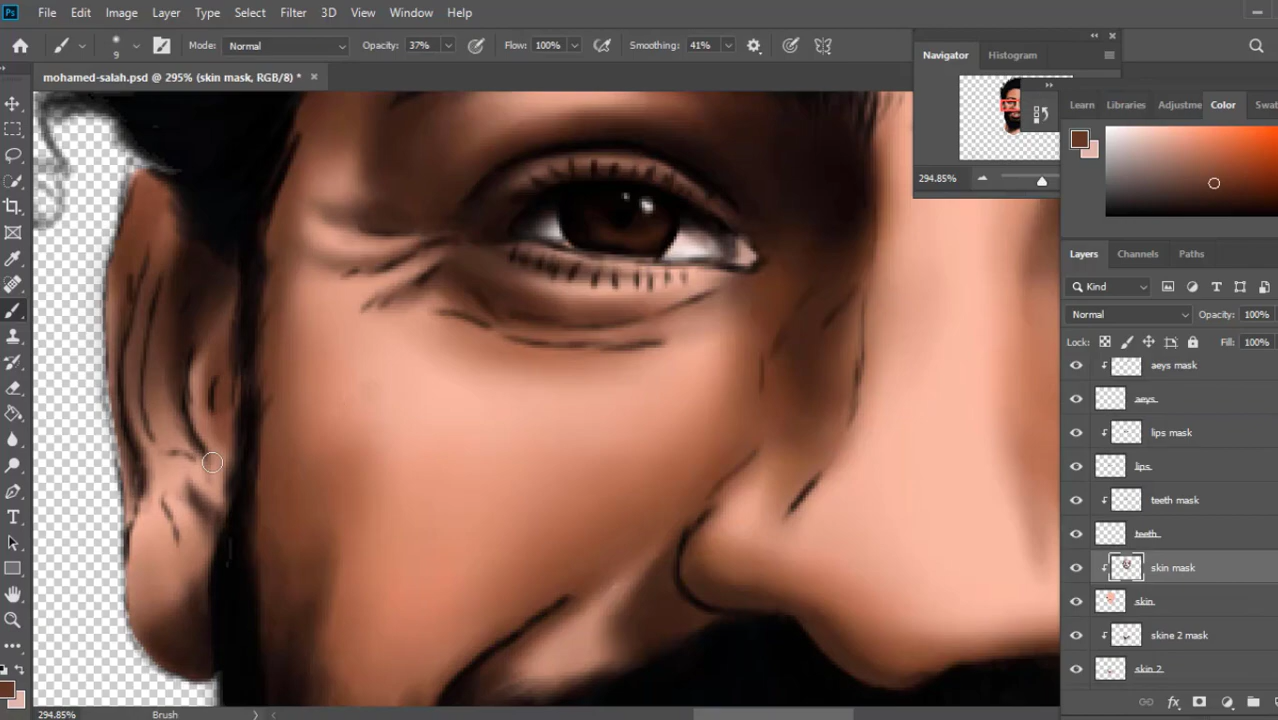 Ps File Edit Image Layer Type Select Filter 3D View Window Help
9 Mode: Normal Opacity: 37% Flow: 100% Smoothing: 41%
mohamed-salah.psd @ 295% (skin mask, RGB/8) * ×
Navigator Histogram
294.85%
Learn Libraries Adjustme Color Swat
Layers Channels Paths
Kind
Normal Opacity: 100%
Lock: Fill: 100%
aeys mask
aeys
lips mask
lips
teeth mask
teeth
skin mask
skin
skine 2 mask
skin 2
fx
294.85% Brush